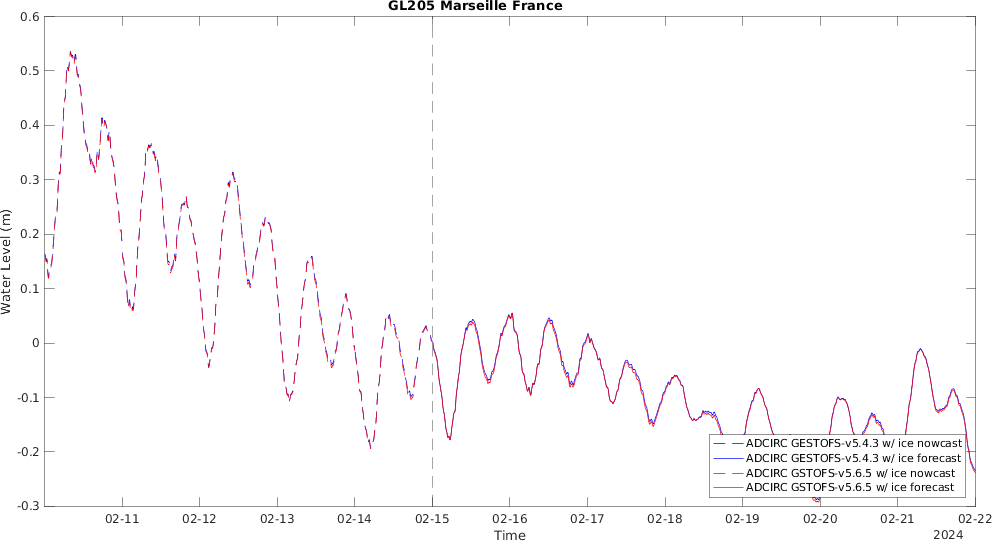 GL205 Marseille France
0.6
0.5
0.4
0.3
0.2
0.1
0
-0.1
-0.2
-0.3
Water Level (m)
ADCIRC GESTOFS-v5.4.3 w/ ice nowcast
ADCIRC GESTOFS-v5.4.3 w/ ice forecast
ADCIRC GSTOFS-v5.6.5 w/ ice nowcast
ADCIRC GSTOFS-v5.6.5 w/ ice forecast
02-11 02-12 02-13 02-14 02-15 02-16 02-17 02-18 02-19 02-20 02-21 02-22
Time
2024